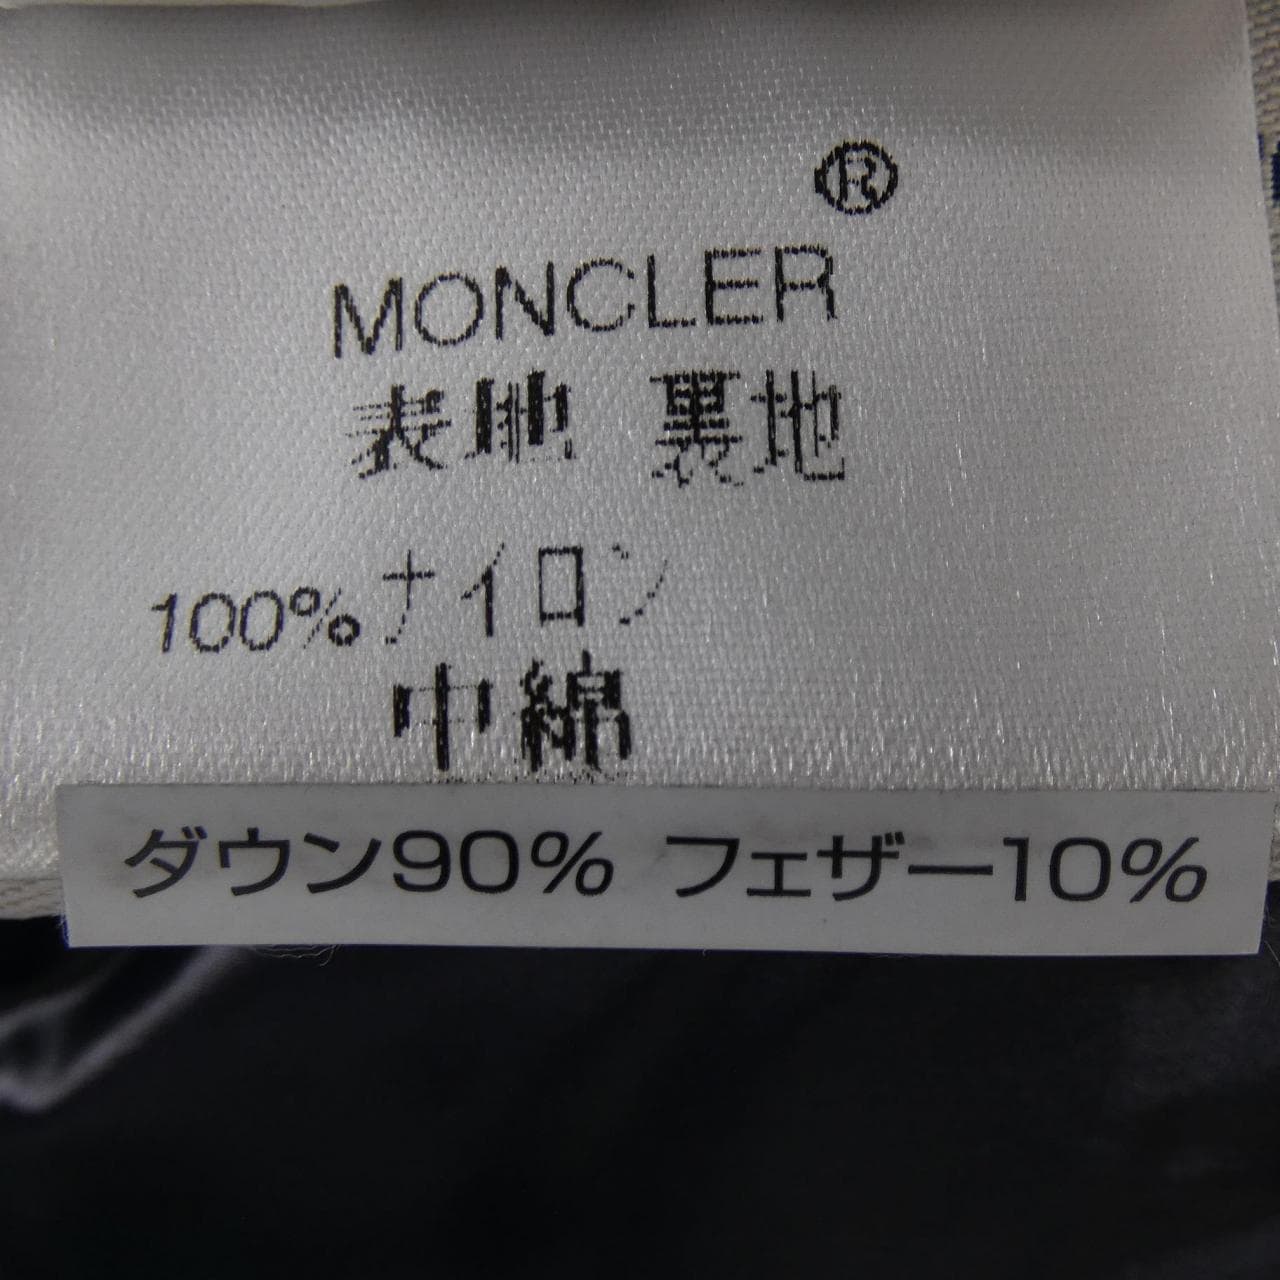 ®
MONCLER
表地 裏地
100%ナイロン
中綿
ダウン90% フェザー10%